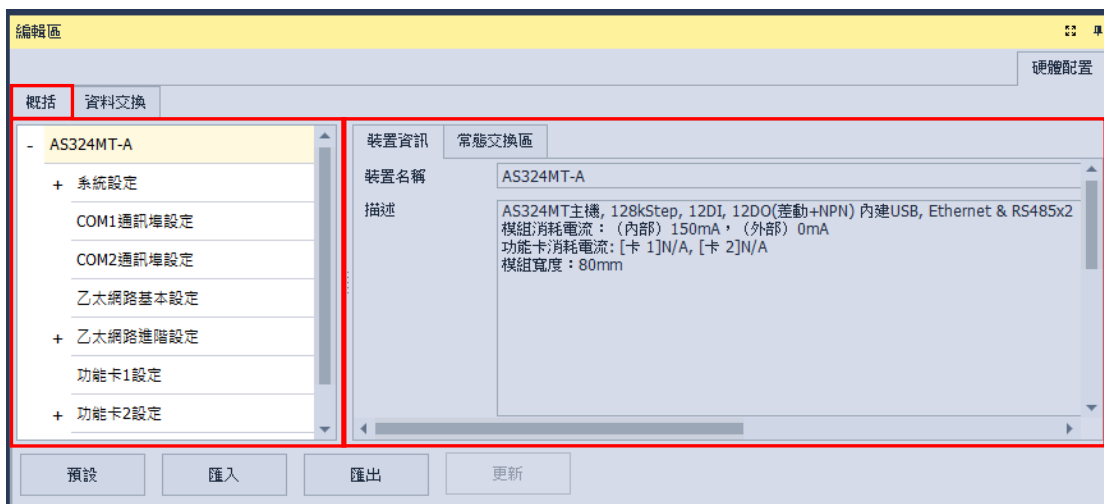 編輯區
硬體配置
概括 資料交換
- AS324MT-A
+ 系統設定
COM1通訊埠設定
COM2通訊埠設定
乙太網路基本設定
+ 乙太網路進階設定
功能卡1設定
+ 功能卡2設定
裝置資訊 常態交換區
裝置名稱 AS324MT-A
描述 AS324MT主機, 128kStep, 12DI, 12DO(差動+NPN) 內建USB, Ethernet & RS485x2
模組消耗電流：（內部）150mA，（外部）0mA
功能卡消耗電流: [卡 1]N/A, [卡 2]N/A
模組寬度：80mm
預設 匯入 匯出 更新